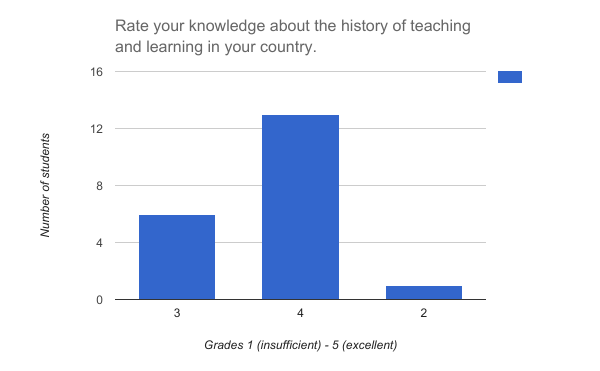 Rate your knowledge about the history of teaching
and learning in your country.
16
12
8
4
0
Number of students
3 4 2
Grades 1 (insufficient) - 5 (excellent)